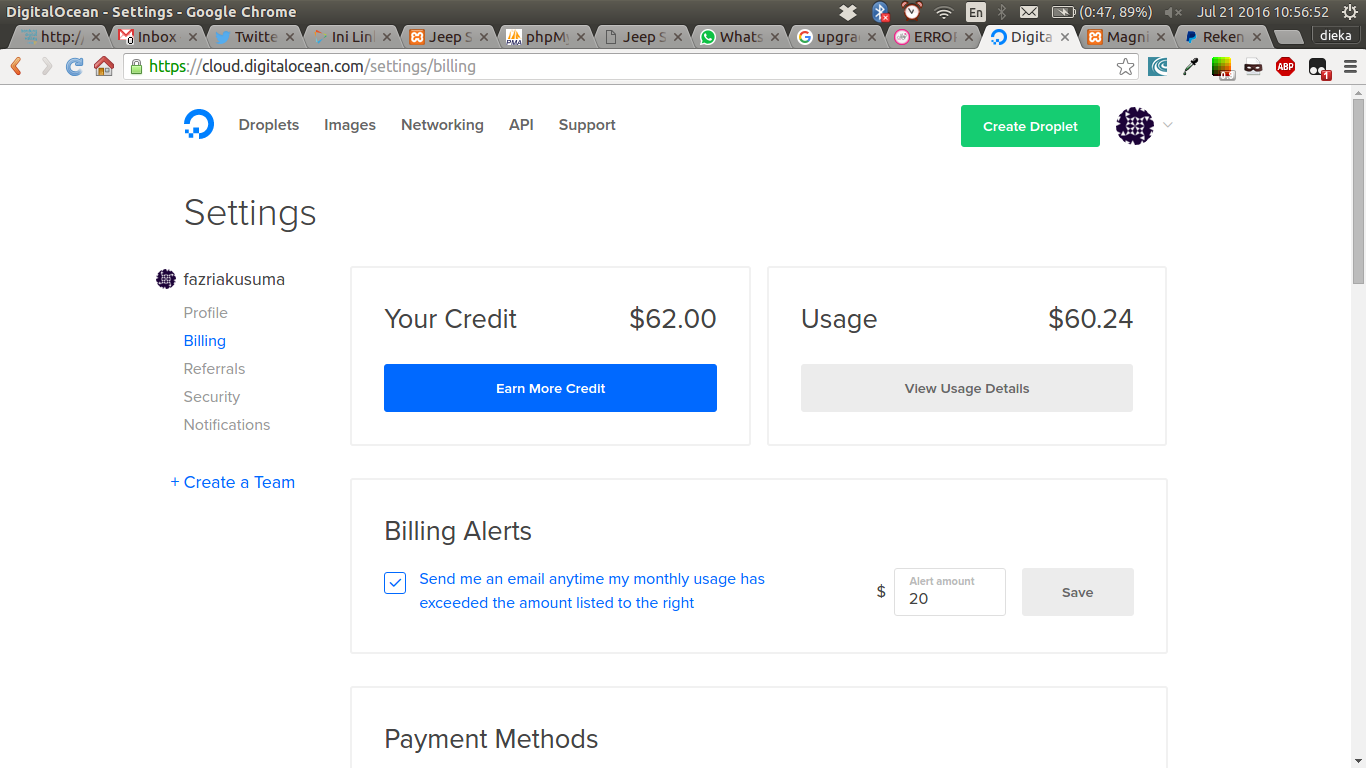 DigitalOcean - Settings - Google Chrome
En
(0:47, 89%)
Jul 21 2016 10:56:52
http:/
Inbox
Twitte
Ini Lin
Jeep S
phpMy
Jeep S
Whats
upgra
ERRO
Digita
Magni
Reken
dieka
https://cloud.digitalocean.com/settings/billing
ABP
1
Droplets
Images
Networking
API
Support
Create Droplet
Settings
fazriakusuma
Profile
Billing
Referrals
Security
Notifications
+ Create a Team
Your Credit
$62.00
Earn More Credit
Usage
$60.24
View Usage Details
Billing Alerts
Send me an email anytime my monthly usage has
exceeded the amount listed to the right
$
Alert amount
20
Save
Payment Methods